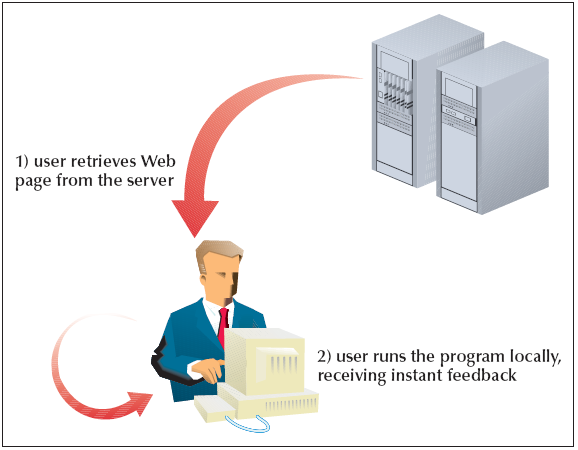 1) user retrieves Web
page from the server
2) user runs the program locally,
receiving instant feedback